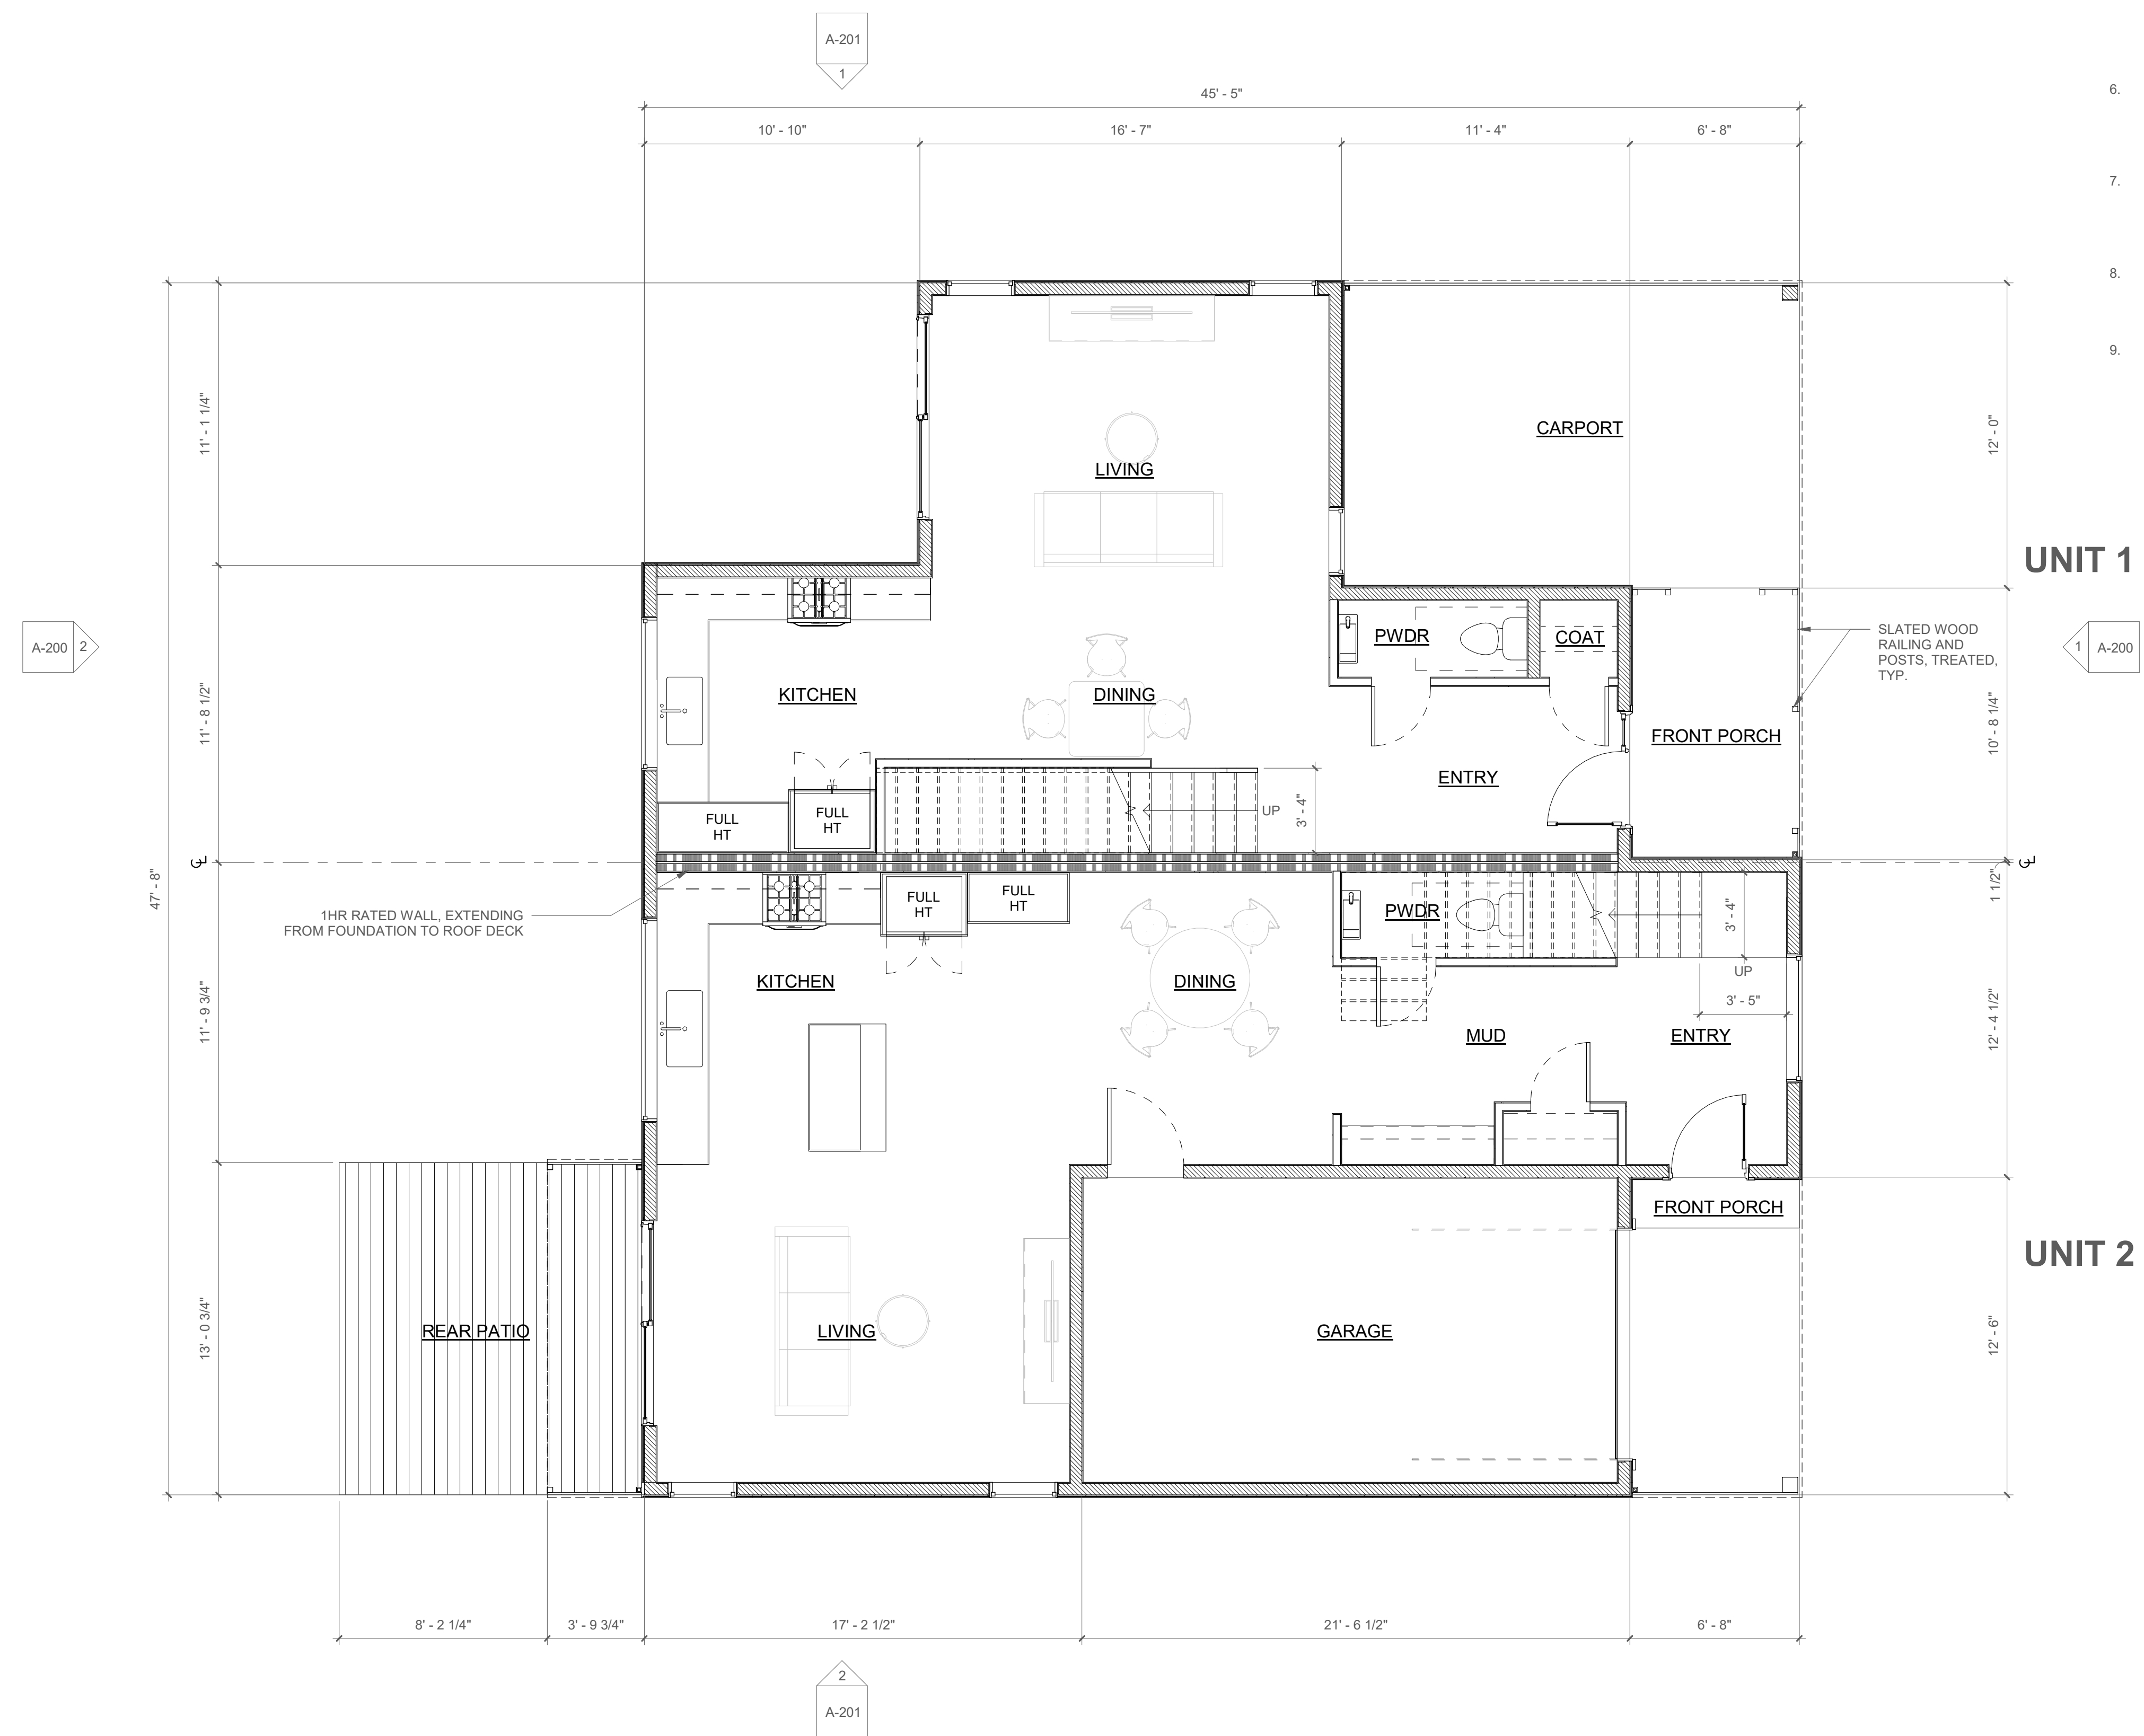 A-201
1
45' - 5"
6.
10' - 10"
16' - 7"
11' - 4"
6' - 8"
7.
8.
9.
11' - 1 1/4"
12' - 0"
CARPORT
LIVING
UNIT 1
A-200
2
PWDR
COAT
SLATED WOOD
RAILING AND
POSTS, TREATED,
TYP.
1
A-200
KITCHEN
DINING
11' - 8 1/2"
10' - 8 1/4"
FRONT PORCH
ENTRY
FULL
HT
FULL
HT
UP
3' - 4"
CL
CL
47' - 8"
1 1/2"
1HR RATED WALL, EXTENDING
FROM FOUNDATION TO ROOF DECK
FULL
HT
FULL
HT
PWDR
3' - 4"
UP
KITCHEN
DINING
3' - 5"
11' - 9 3/4"
12' - 4 1/2"
MUD
ENTRY
FRONT PORCH
UNIT 2
13' - 0 3/4"
REAR PATIO
LIVING
GARAGE
12' - 6"
8' - 2 1/4"
3' - 9 3/4"
17' - 2 1/2"
21' - 6 1/2"
6' - 8"
2
A-201